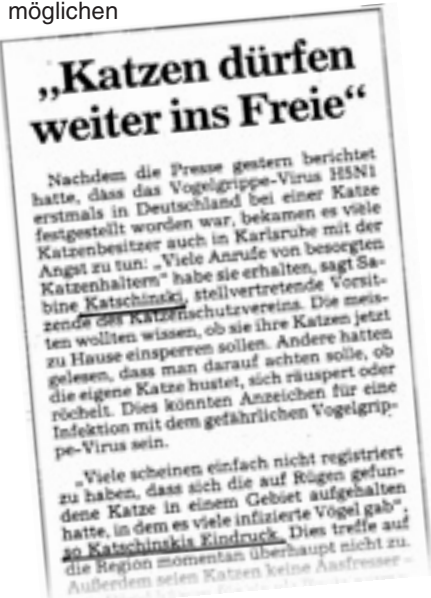 möglichen
„Katzen dürfen
weiter ins Freie“
Nachdem die Presse gestern berichtet
hatte, dass das Vogelgrippe-Virus H5N1
erstmals in Deutschland bei einer Katze
festgestellt worden war, bekamen es viele
Katzenbesitzer auch in Karlsruhe mit der
Angst zu tun: „Viele Anrufe von besorgten
Katzenhaltern“ habe sie erhalten, sagt Sa-
bine Katschinski, stellvertretende Vorsit-
zende des Katzenschutzvereins. Die meis-
ten wollten wissen, ob sie ihre Katzen jetzt
zu Hause einsperren sollen. Andere hatten
gelesen, dass man darauf achten solle, ob
die eigene Katze hustet, sich räuspert oder
röchelt. Dies könnten Anzeichen für eine
Infektion mit dem gefährlichen Vogelgrip-
pe-Virus sein.
„Viele scheinen einfach nicht registriert
zu haben, dass sich die auf Rügen gefun-
dene Katze in einem Gebiet aufgehalten
hatte, in dem es viele infizierte Vögel gab“,
so Katschinskis Eindruck. Dies treffe auf
die Region momentan überhaupt nicht zu.
Außerdem seien Katzen keine Aasfresser –